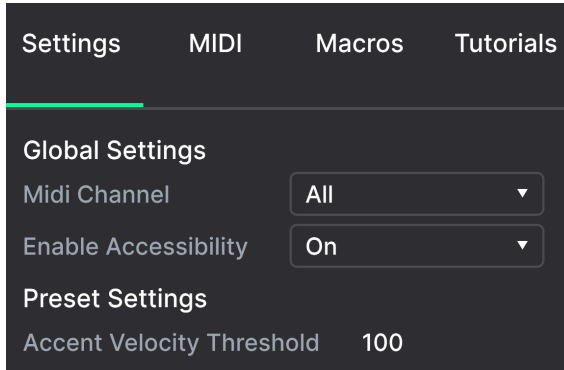 Settings MIDI Macros Tutorials
Global Settings
Midi Channel All
Enable Accessibility On
Preset Settings
Accent Velocity Threshold 100